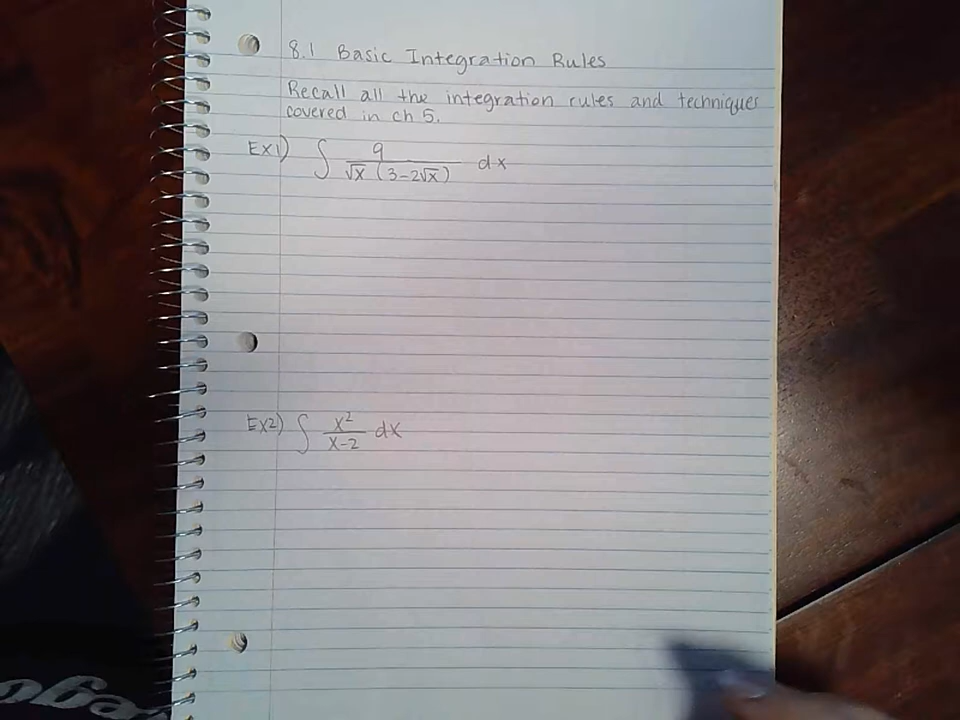 8.1 Basic Integration Rules
Recall all the integration rules and techniques
covered in ch 5.
Ex1) ∫ 9/(√x (3-2√x)) dx
Ex2) ∫ x²/(x-2) dx